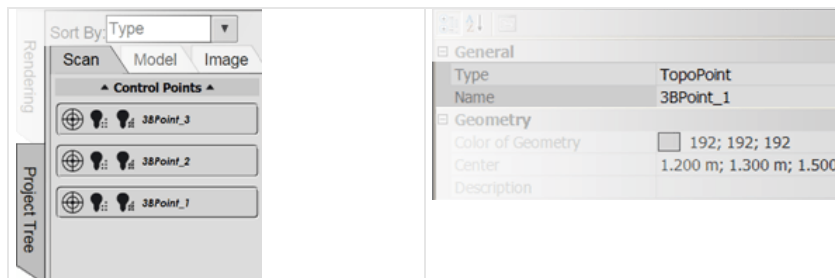 Sort By: Type
Rendering
Scan Model Image
Control Points
3BPoint_3
3BPoint_2
3BPoint_1
Project Tree
General
Type TopoPoint
Name 3BPoint_1
Geometry
Color of Geometry 192; 192; 192
Center 1.200 m; 1.300 m; 1.500
Description